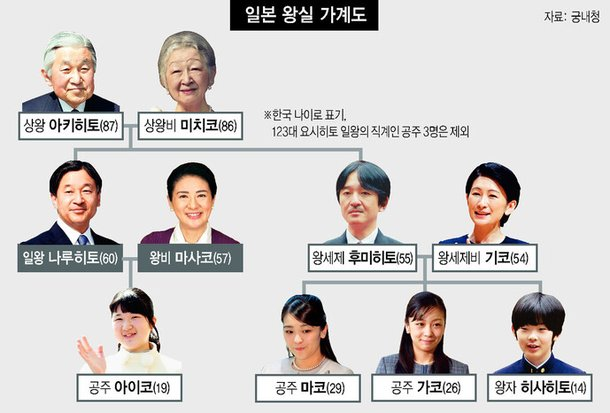 일본 왕실 가계도
자료: 궁내청
상왕 아키히토(87)
상왕비 미치코(86)
※한국 나이로 표기,
123대 요시히토 일왕의 직계인 공주 3명은 제외
일왕 나루히토(60)
왕비 마사코(57)
왕세제 후미히토(55)
왕세제비 기코(54)
공주 아이코(19)
공주 마코(29)
공주 가코(26)
왕자 히사히토(14)